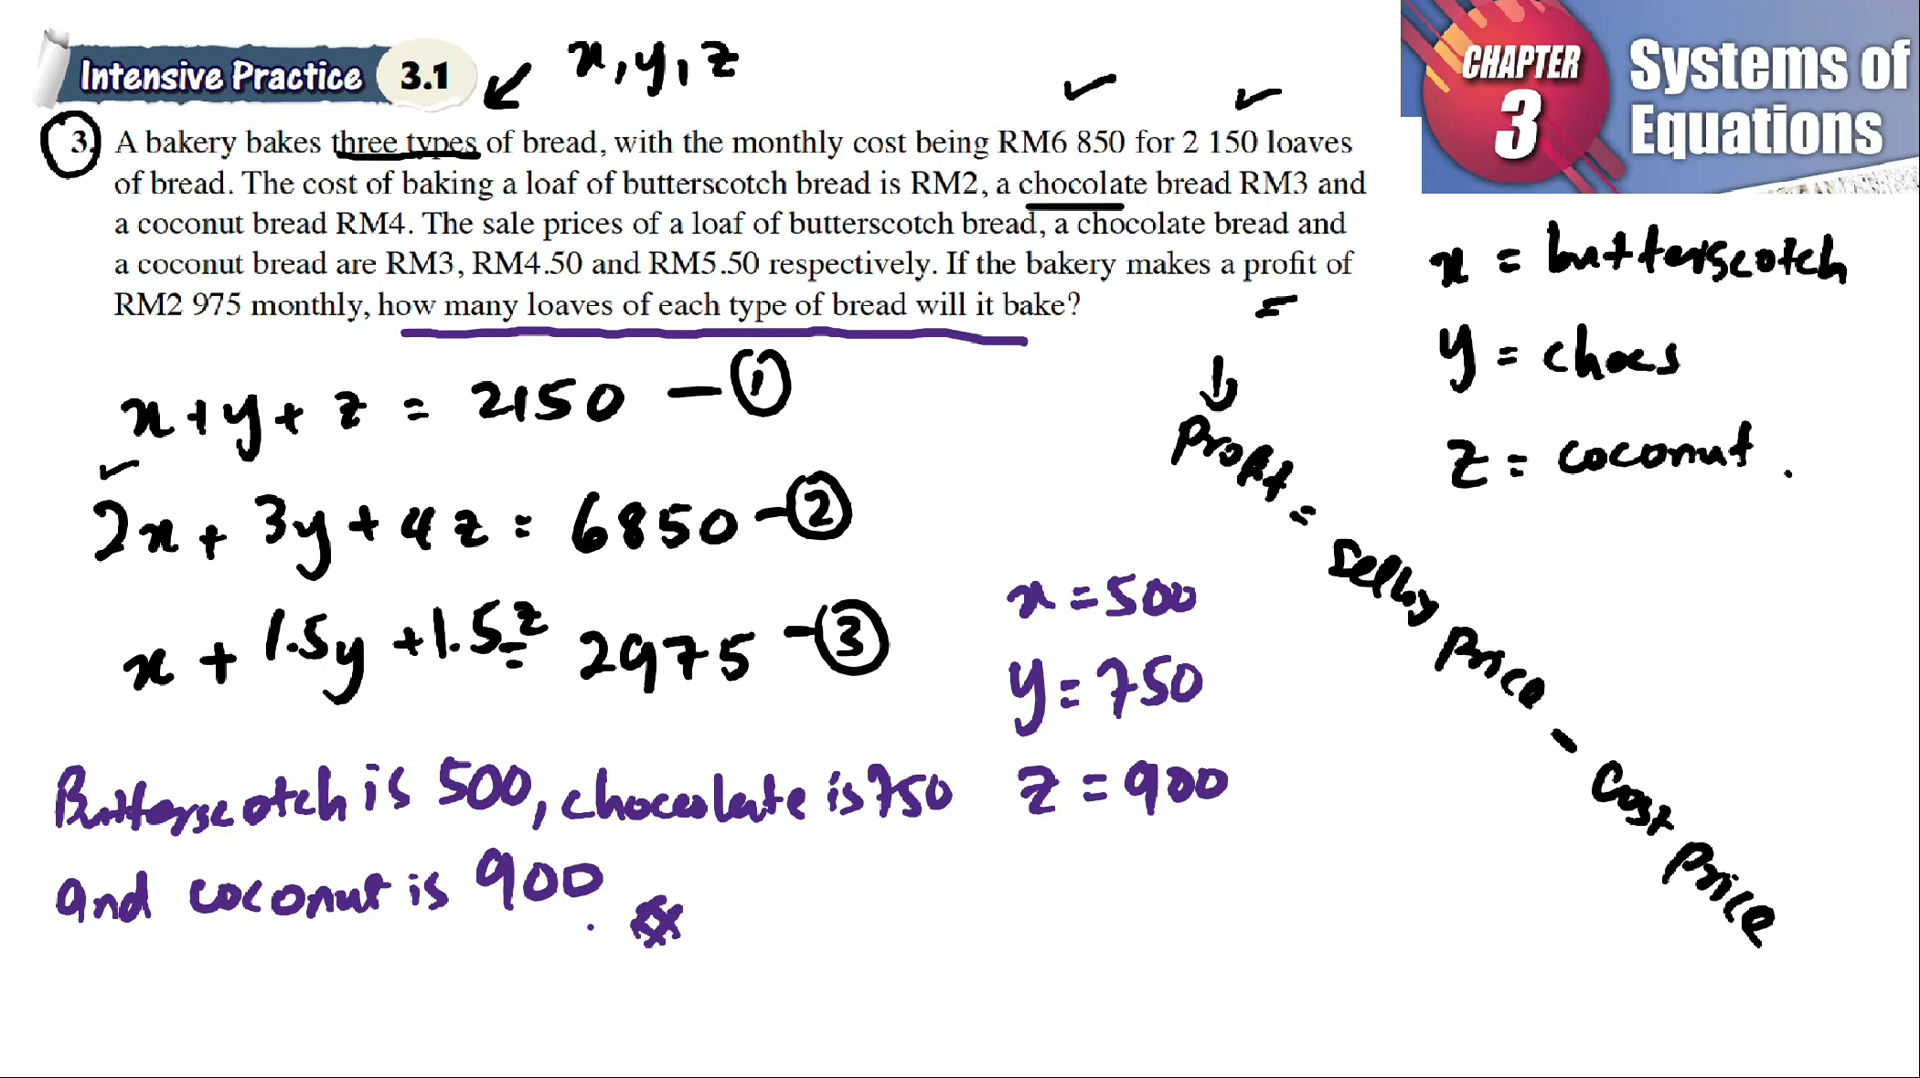 Intensive Practice 3.1
x, y, z
CHAPTER 3
Systems of Equations
3. A bakery bakes three types of bread, with the monthly cost being RM6 850 for 2 150 loaves
of bread. The cost of baking a loaf of butterscotch bread is RM2, a chocolate bread RM3 and
a coconut bread RM4. The sale prices of a loaf of butterscotch bread, a chocolate bread and
a coconut bread are RM3, RM4.50 and RM5.50 respectively. If the bakery makes a profit of
RM2 975 monthly, how many loaves of each type of bread will it bake?
x = butterscotch
y = chocs
z = coconut.
x + y + z = 2150 — ①
2x + 3y + 4z = 6850 — ②
x + 1.5y + 1.5z = 2975 — ③
Profit = Selling Price - Cost Price
x = 500
y = 750
z = 900
Butterscotch is 500, chocolate is 750
and coconut is 900.